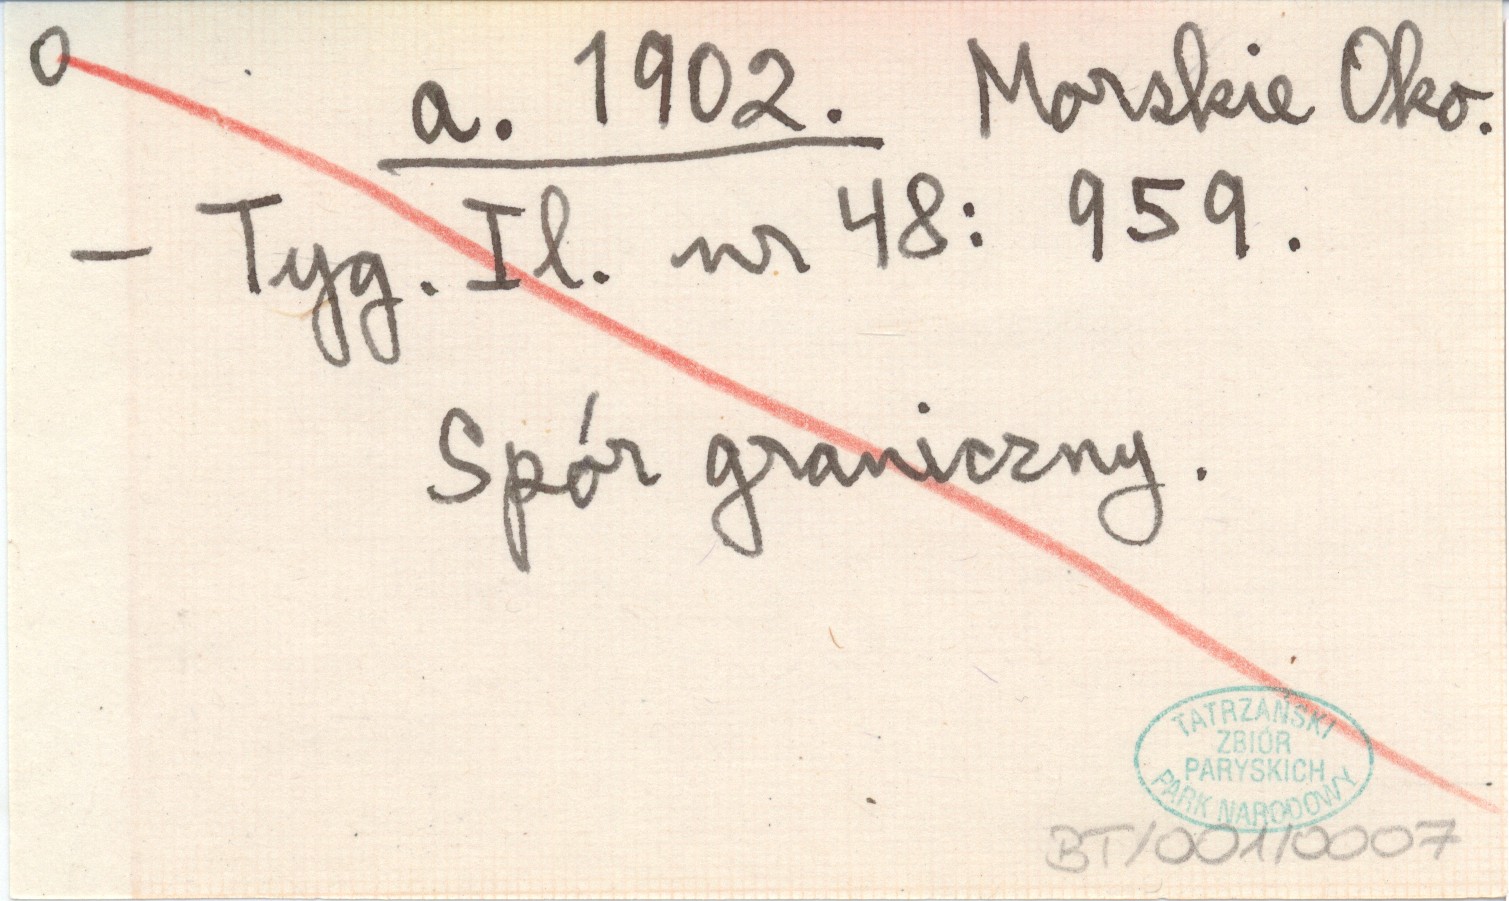 O
a. 1902. Morskie Oko.
— Tyg. Il. nr 48: 959.
Spór graniczny.
TATRZAŃSKI
ZBIÓR
PARYSKICH
PARK NARODOWY
BT/001/0007